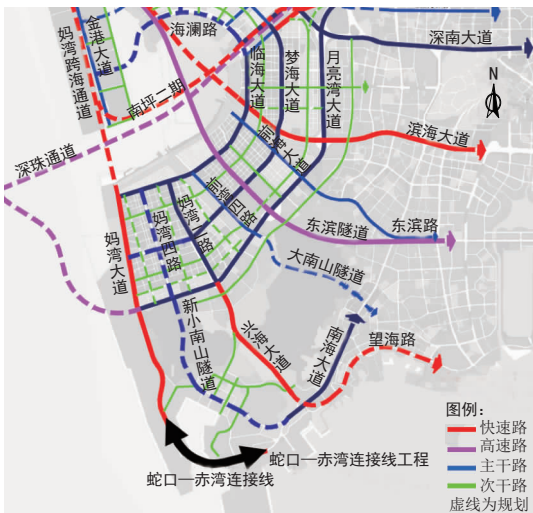 海澜路
金港大道
妈湾跨海通道
南坪二期
临海大道
梦海大道
月亮湾大道
深南大道
N
滨海大道
前海大道
深珠通道
前湾四路
妈湾一路
妈湾四路
妈湾大道
东滨隧道
东滨路
大南山隧道
新小南山隧道
兴海大道
南海大道
望海路
图例:
快速路
高速路
主干路
次干路
虚线为规划
蛇口—赤湾连接线工程
蛇口—赤湾连接线